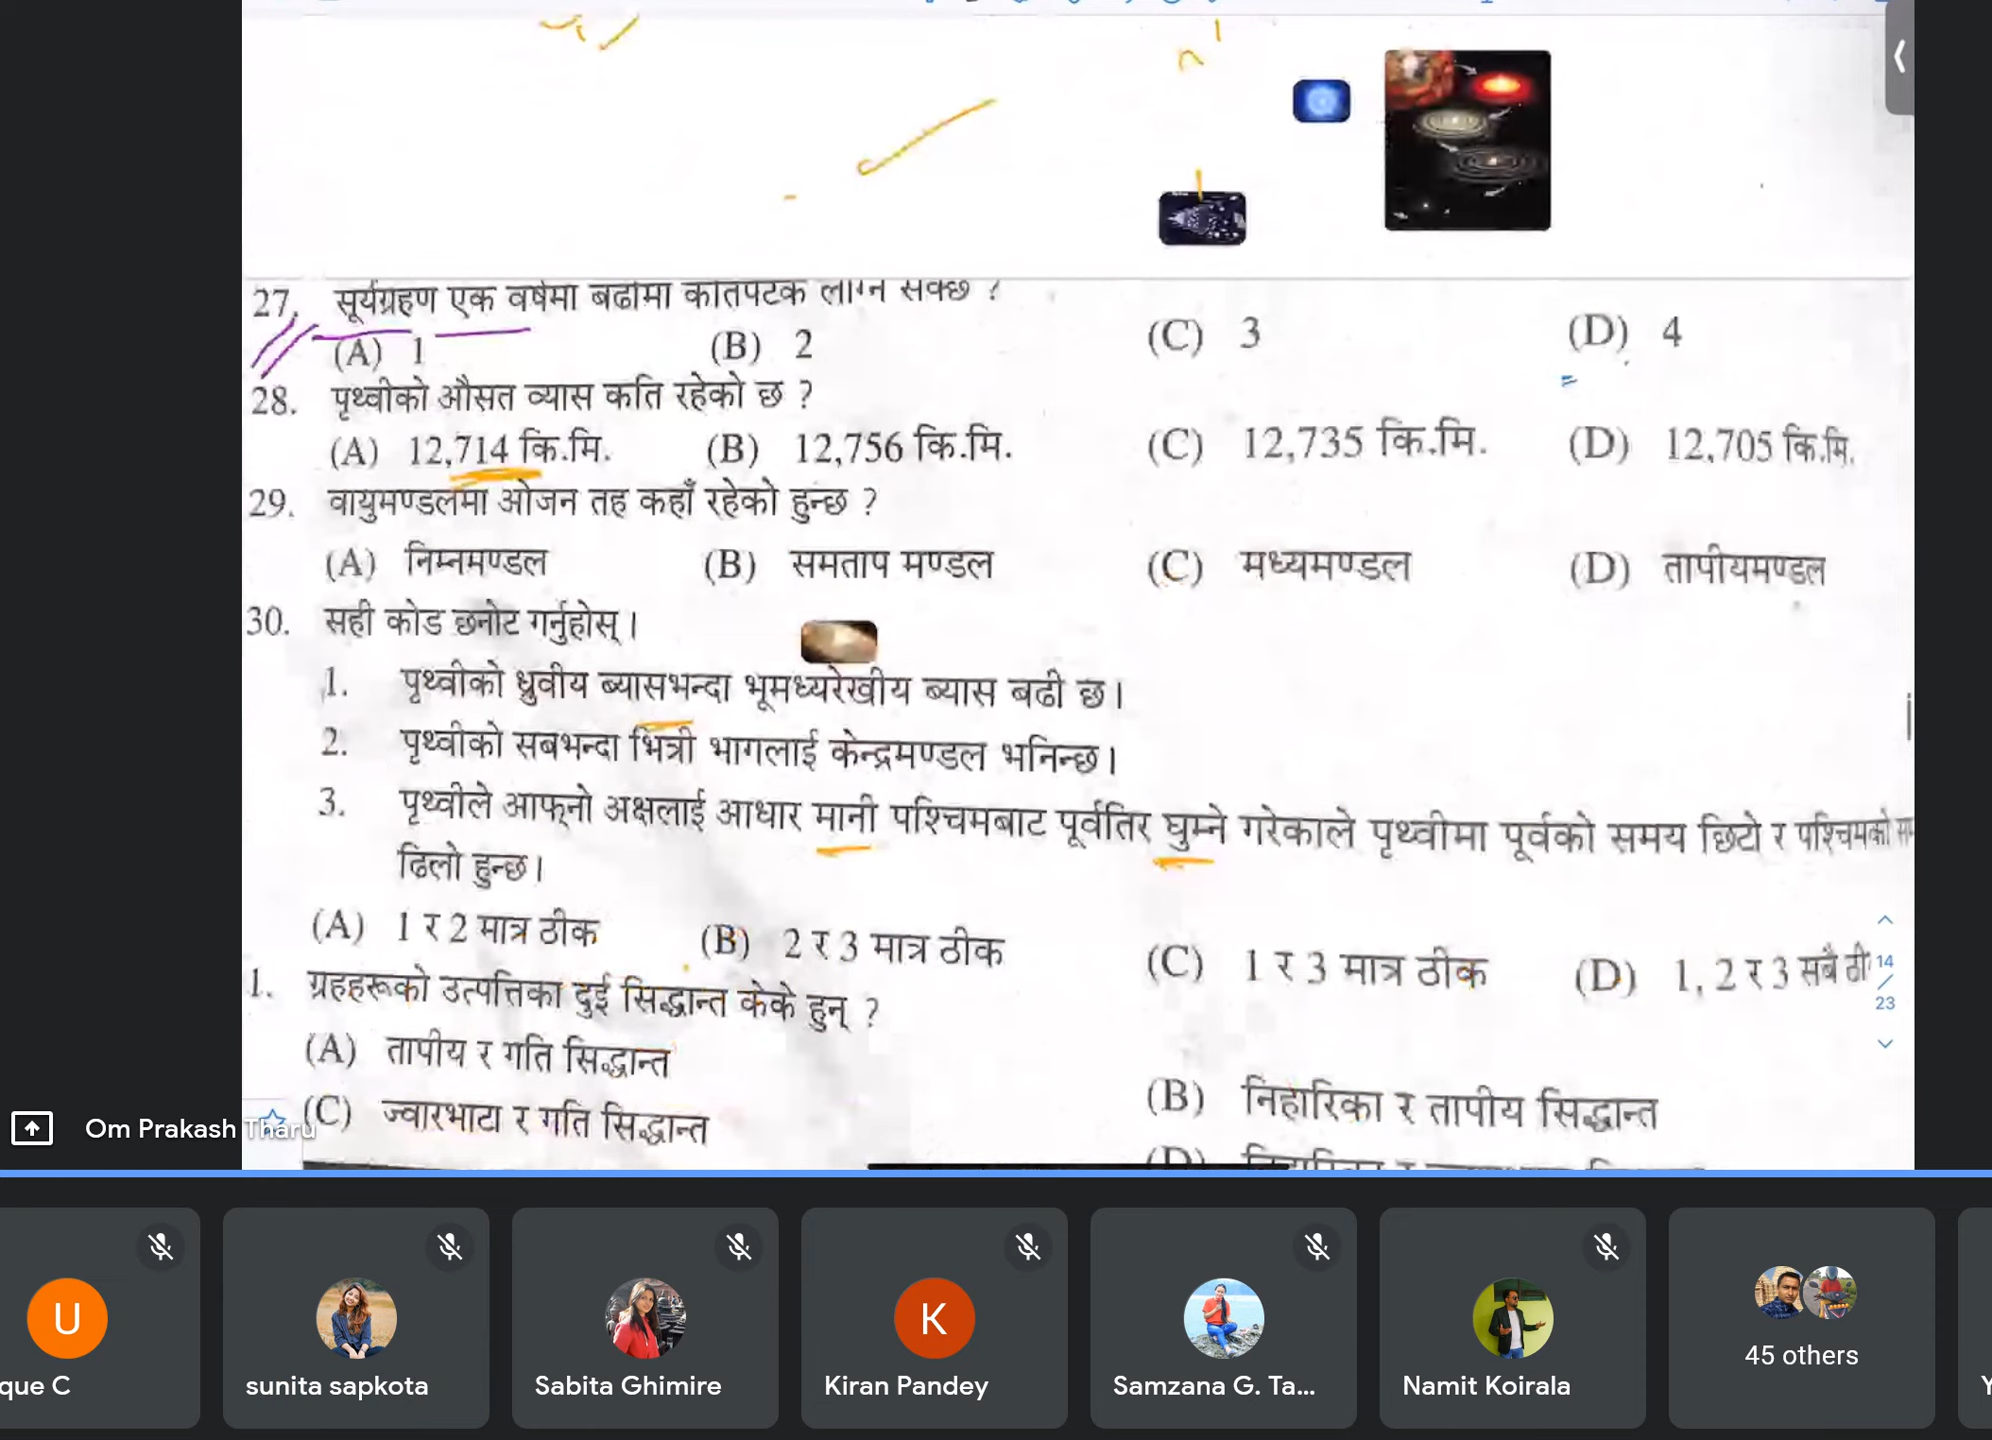 27. सूर्यग्रहण एक वर्षमा बढीमा कतिपटक लाग्न सक्छ ?
(A) 1 (B) 2 (C) 3 (D) 4
28. पृथ्वीको औसत व्यास कति रहेको छ ?
(A) 12,714 कि.मि. (B) 12,756 कि.मि. (C) 12,735 कि.मि. (D) 12,705 कि.मि.
29. वायुमण्डलमा ओजन तह कहाँ रहेको हुन्छ ?
(A) निम्नमण्डल (B) समताप मण्डल (C) मध्यमण्डल (D) तापीयमण्डल
30. सही कोड छनोट गर्नुहोस् ।
1. पृथ्वीको ध्रुवीय ब्यासभन्दा भूमध्यरेखीय ब्यास बढी छ ।
2. पृथ्वीको सबभन्दा भित्री भागलाई केन्द्रमण्डल भनिन्छ ।
3. पृथ्वीले आफ्नो अक्षलाई आधार मानी पश्चिमबाट पूर्वतिर घुम्ने गरेकाले पृथ्वीमा पूर्वको समय छिटो र पश्चिमको
ढिलो हुन्छ ।
(A) 1 र 2 मात्र ठीक (B) 2 र 3 मात्र ठीक (C) 1 र 3 मात्र ठीक (D) 1, 2 र 3 सबै
14
/
23
1. ग्रहहरूको उत्पत्तिका दुई सिद्धान्त केके हुन् ?
(A) तापीय र गति सिद्धान्त
(B) निहारिका र तापीय सिद्धान्त
(C) ज्वारभाटा र गति सिद्धान्त
Om Prakash Tharu
U K
que C sunita sapkota Sabita Ghimire Kiran Pandey Samzana G. Ta... Namit Koirala 45 others